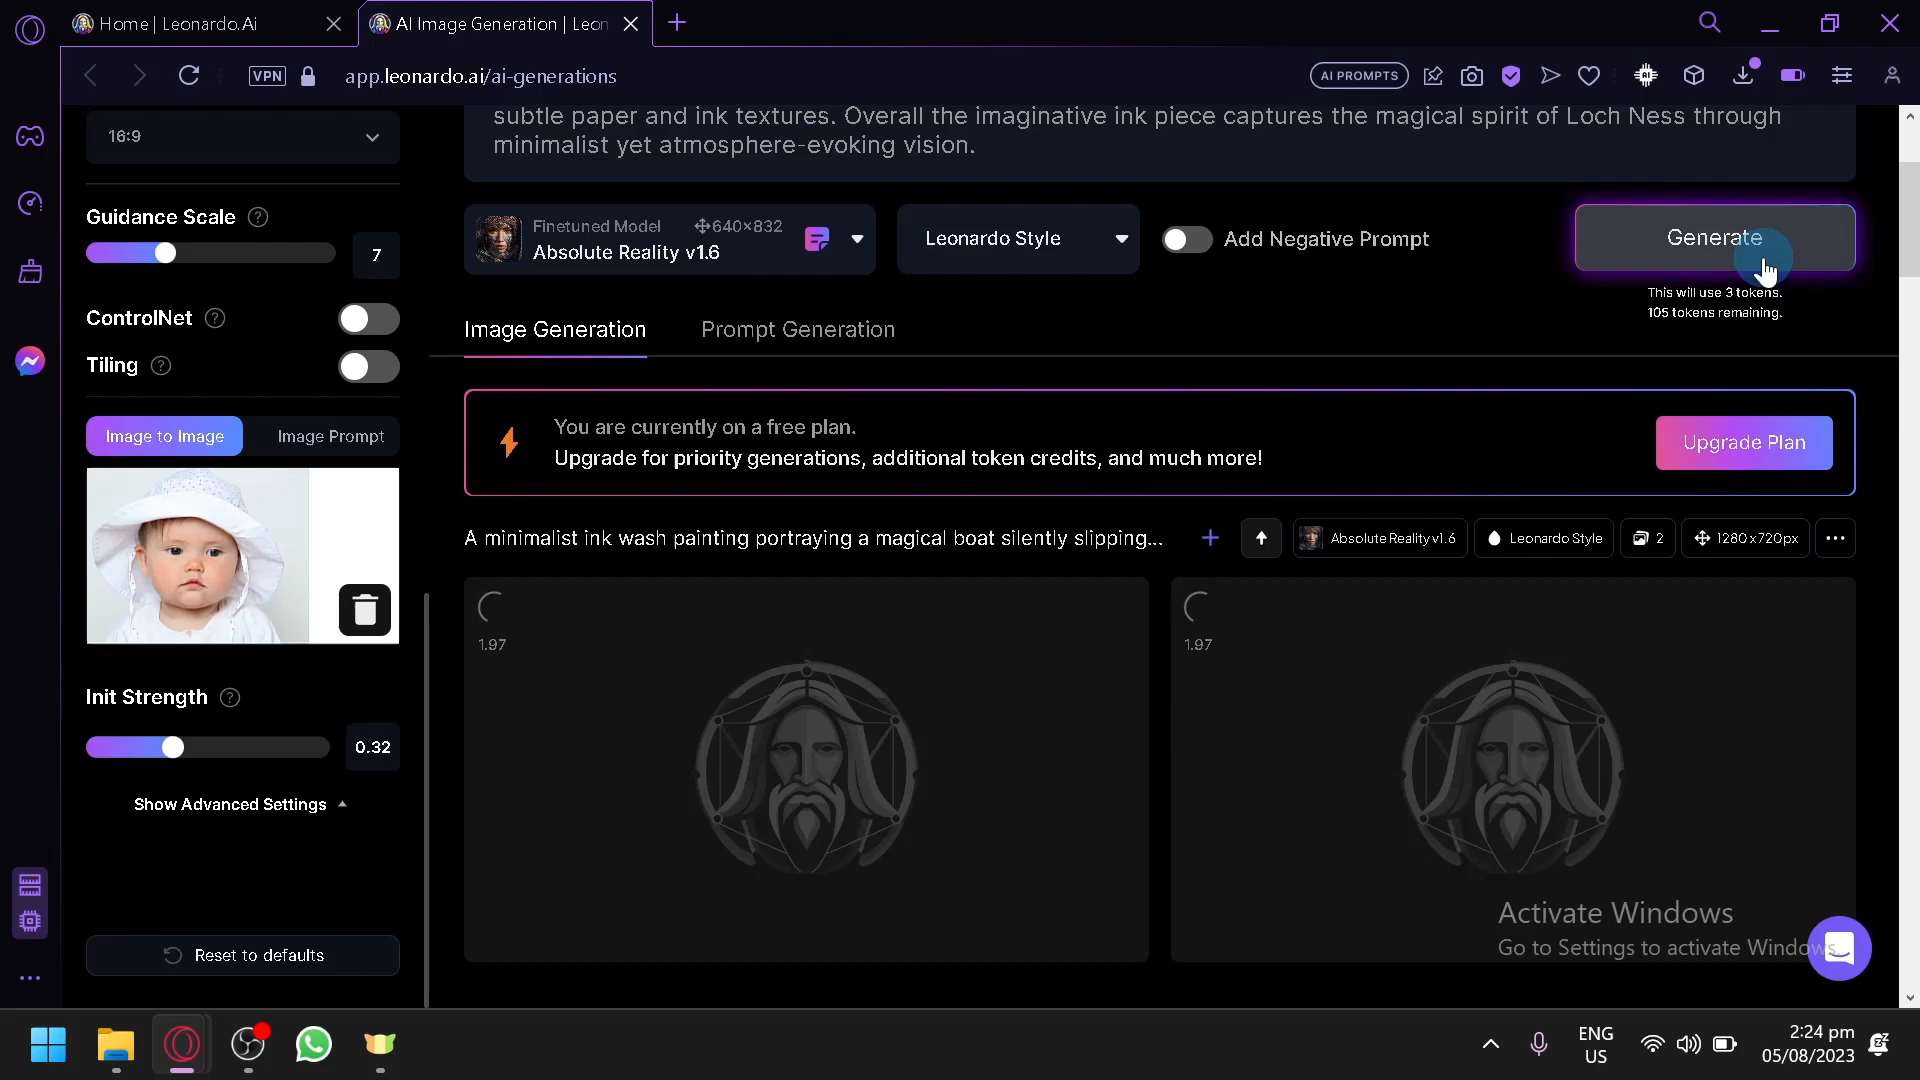 Home | Leonardo.Ai
AI Image Generation | Leon
VPN
app.leonardo.ai/ai-generations
AI PROMPTS
AI
16:9
subtle paper and ink textures. Overall the imaginative ink piece captures the magical spirit of Loch Ness through
minimalist yet atmosphere-evoking vision.
Guidance Scale ?
7
Finetuned Model 640×832
Absolute Reality v1.6
Leonardo Style
Add Negative Prompt
Generate
This will use 3 tokens.
105 tokens remaining.
ControlNet ?
Tiling ?
Image Generation
Prompt Generation
You are currently on a free plan.
Upgrade for priority generations, additional token credits, and much more!
Upgrade Plan
Image to Image
Image Prompt
A minimalist ink wash painting portraying a magical boat silently slipping...
Absolute Reality v1.6
Leonardo Style
2
1280x720px
1.97
1.97
Init Strength ?
0.32
Show Advanced Settings
Reset to defaults
Activate Windows
Go to Settings to activate Windows.
ENG
US
2:24 pm
05/08/2023